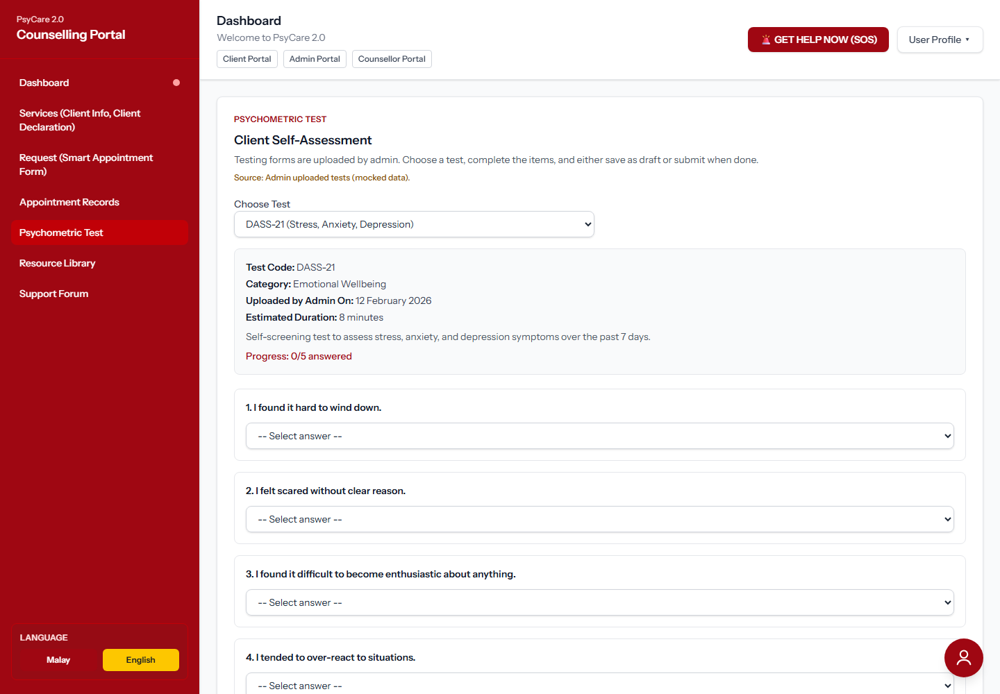 PsyCare 2.0
Counselling Portal
Dashboard
Services (Client Info, Client
Declaration)
Request (Smart Appointment
Form)
Appointment Records
Psychometric Test
Resource Library
Support Forum
LANGUAGE
Malay
English
Dashboard
Welcome to PsyCare 2.0
Client Portal
Admin Portal
Counsellor Portal
GET HELP NOW (SOS)
User Profile
PSYCHOMETRIC TEST
Client Self-Assessment
Testing forms are uploaded by admin. Choose a test, complete the items, and either save as draft or submit when done.
Source: Admin uploaded tests (mocked data).
Choose Test
DASS-21 (Stress, Anxiety, Depression)
Test Code: DASS-21
Category: Emotional Wellbeing
Uploaded by Admin On: 12 February 2026
Estimated Duration: 8 minutes
Self-screening test to assess stress, anxiety, and depression symptoms over the past 7 days.
Progress: 0/5 answered
1. I found it hard to wind down.
-- Select answer --
2. I felt scared without clear reason.
-- Select answer --
3. I found it difficult to become enthusiastic about anything.
-- Select answer --
4. I tended to over-react to situations.
-- Select answer --